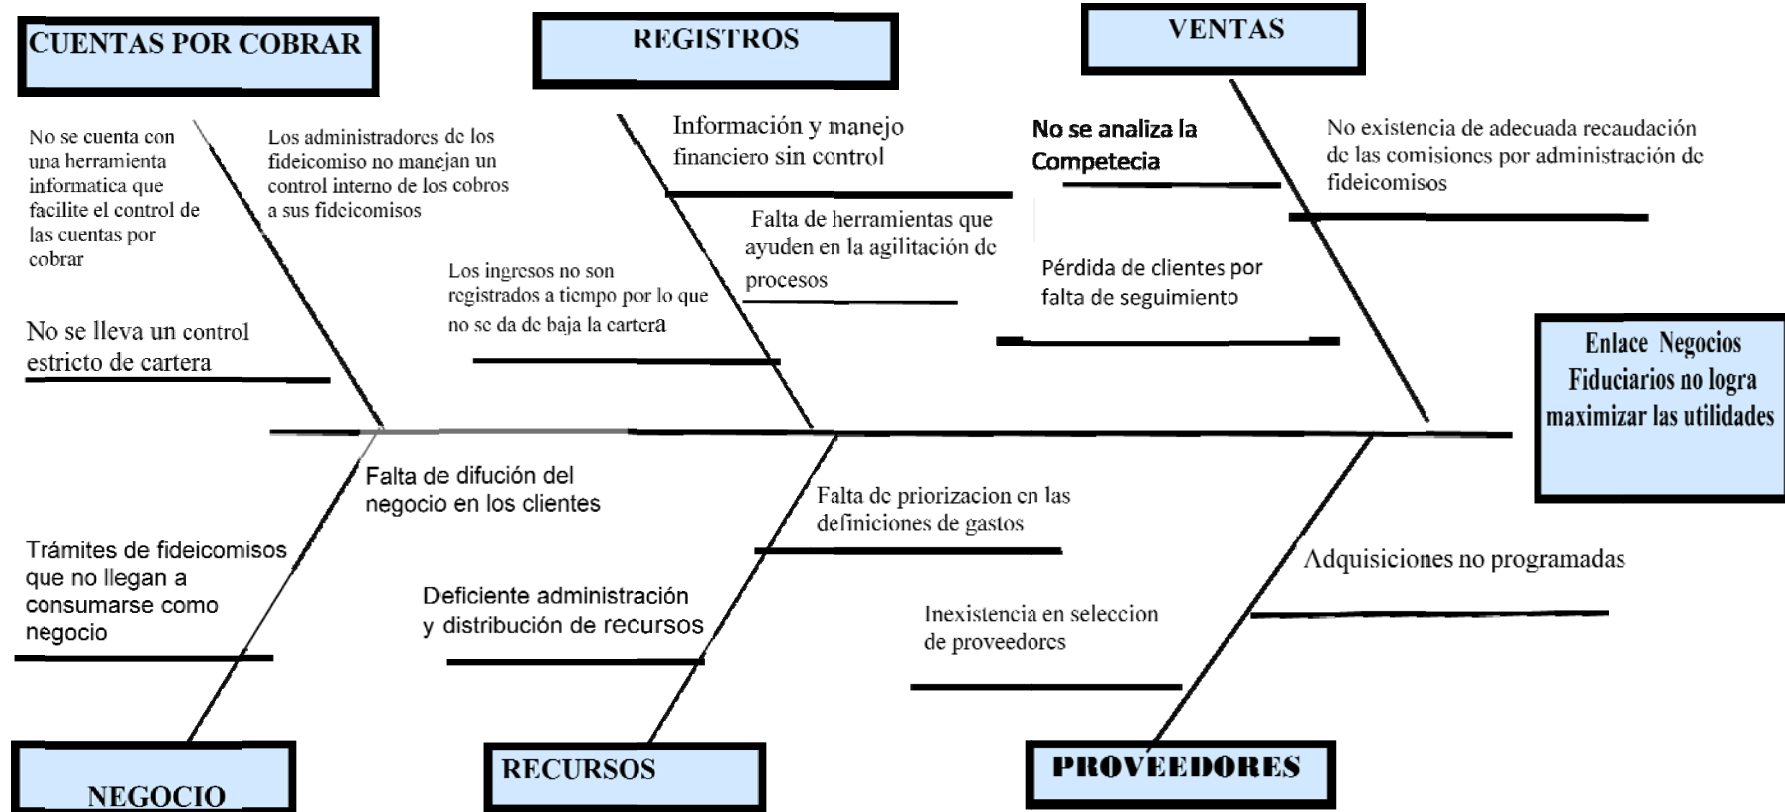 CUENTAS POR COBRAR
REGISTROS
VENTAS
No se cuenta con
una herramienta
informatica que
facilite el control de
las cuentas por
cobrar
Los administradores de los
fideicomiso no manejan un
control interno de los cobros
a sus fideicomisos
No se lleva un control
estricto de cartera
Información y manejo
financiero sin control
Falta de herramientas que
ayuden en la agilitación de
procesos
Los ingresos no son
registrados a tiempo por lo que
no se da de baja la cartera
No se analiza la
Competecia
No existencia de adecuada recaudación
de las comisiones por administración de
fideicomisos
Pérdida de clientes por
falta de seguimiento
Enlace Negocios
Fiduciarios no logra
maximizar las utilidades
Falta de difución del
negocio en los clientes
Trámites de fideicomisos
que no llegan a
consumarse como
negocio
Falta de priorizacion en las
definiciones de gastos
Deficiente administración
y distribución de recursos
Adquisiciones no programadas
Inexistencia en seleccion
de proveedores
NEGOCIO
RECURSOS
PROVEEDORES